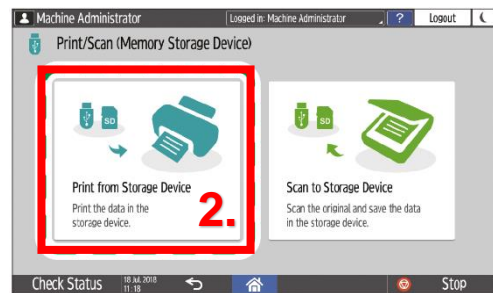 Machine Administrator
Logged in: Machine Administrator
?
Logout
Print/Scan (Memory Storage Device)
SD
Print from Storage Device
Print the data in the
storage device.
2.
SD
Scan to Storage Device
Scan the original and save the data
in the storage device.
Check Status
18 Jul. 2018
11:18
Stop